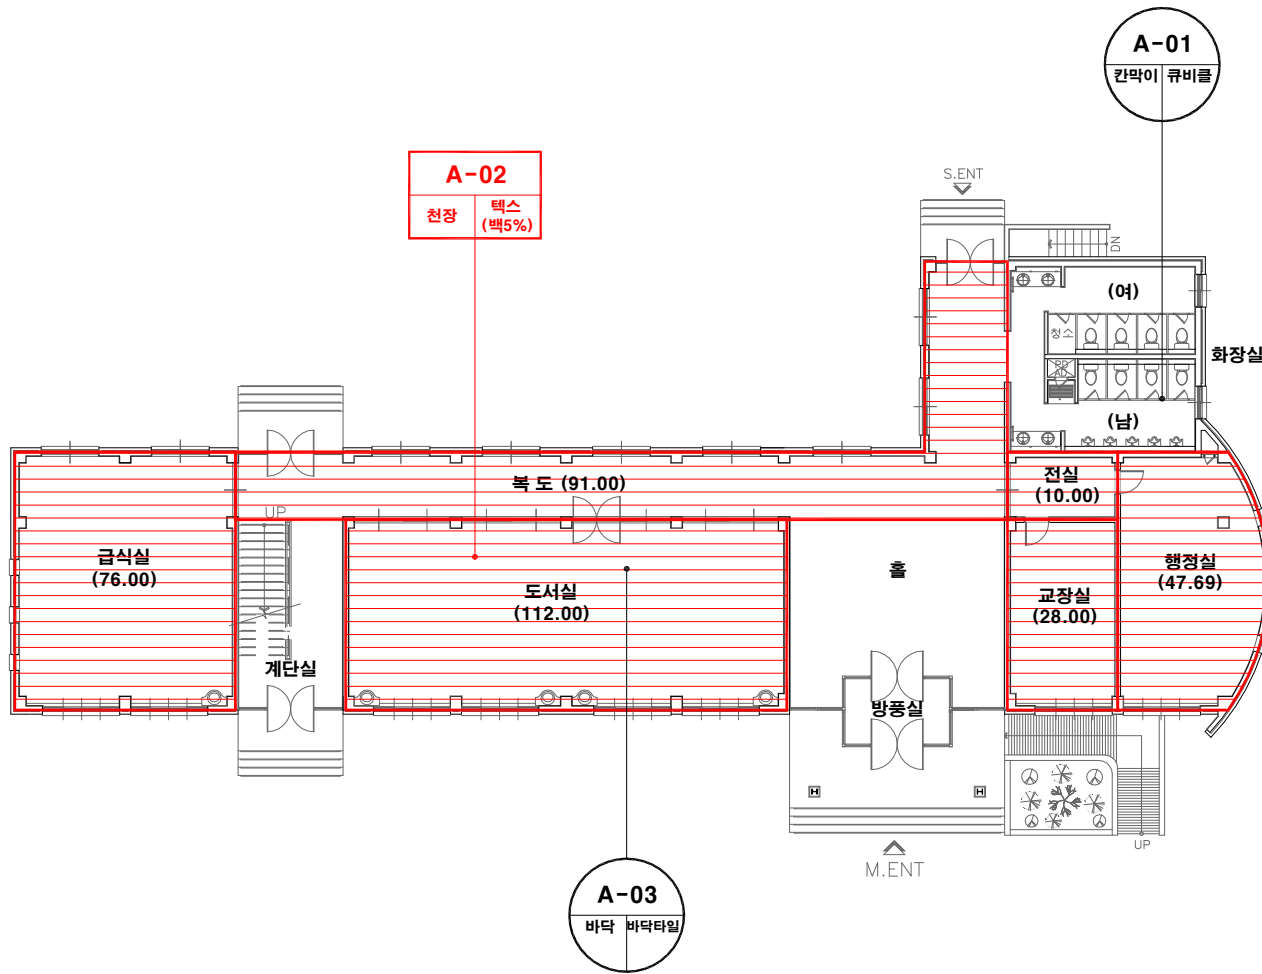 A-01
칸막이 큐비클
A-02
천장 텍스
(백5%)
S.ENT
DN
(여)
청소
PD
AD
화장실
(남)
복 도 (91.00)
전실
(10.00)
UP
급식실
(76.00)
도서실
(112.00)
홀
교장실
(28.00)
행정실
(47.69)
계단실
방풍실
H H
UP
M.ENT
A-03
바닥 바닥타일